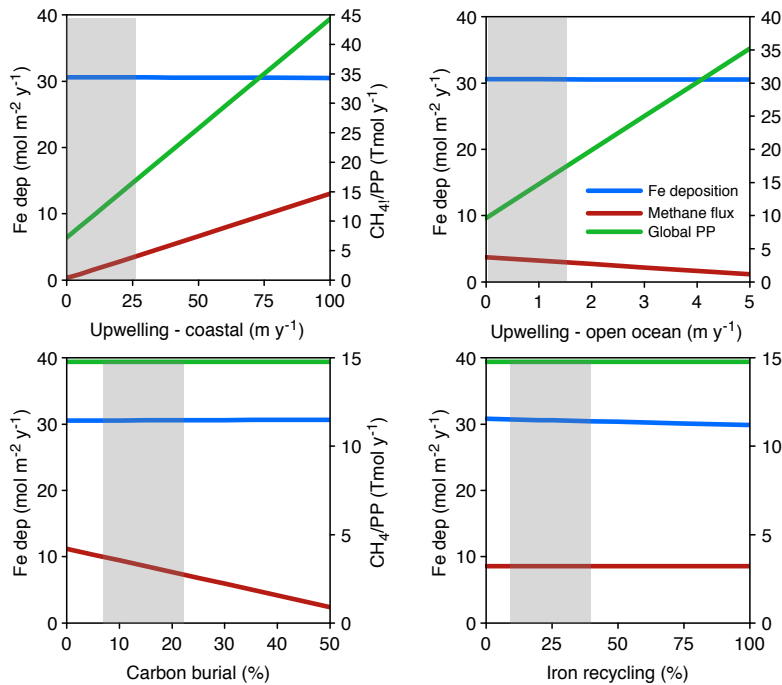 Fe dep (mol m⁻² y⁻¹)
40
30
20
10
0
45
40
35
30
25
20
15
10
5
0
CH₄!/PP (Tmol y⁻¹)
0 25 50 75 100
Upwelling - coastal (m y⁻¹)
Fe dep (mol m⁻² y⁻¹)
40
30
20
10
0
Fe deposition
Methane flux
Global PP
45
40
35
30
25
20
15
10
5
0
0 1 2 3 4 5
Upwelling - open ocean (m y⁻¹)
Fe dep (mol m⁻² y⁻¹)
40
30
20
10
0
15
10
5
0
CH₄/PP (Tmol y⁻¹)
0 10 20 30 40 50
Carbon burial (%)
Fe dep (mol m⁻² y⁻¹)
40
30
20
10
0
15
10
5
0
0 25 50 75 100
Iron recycling (%)